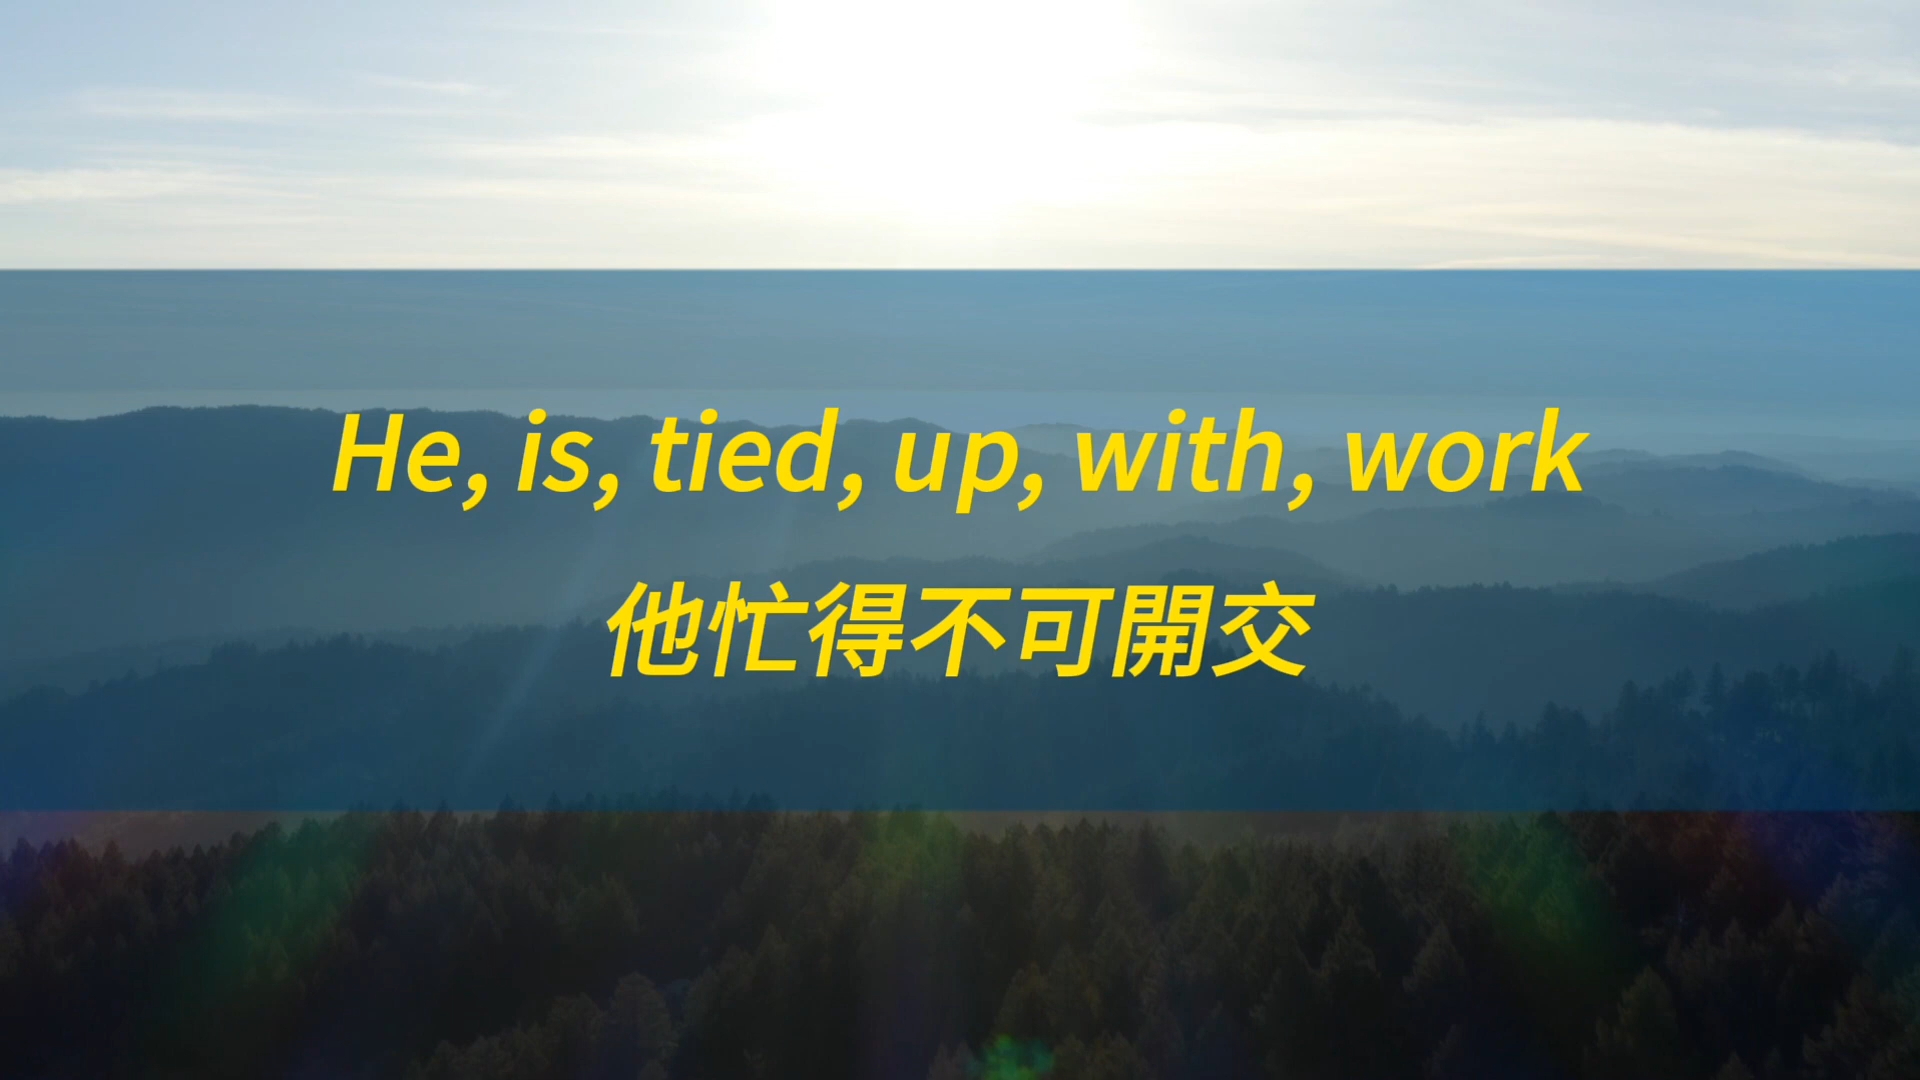 He, is, tied, up, with, work
他忙得不可開交